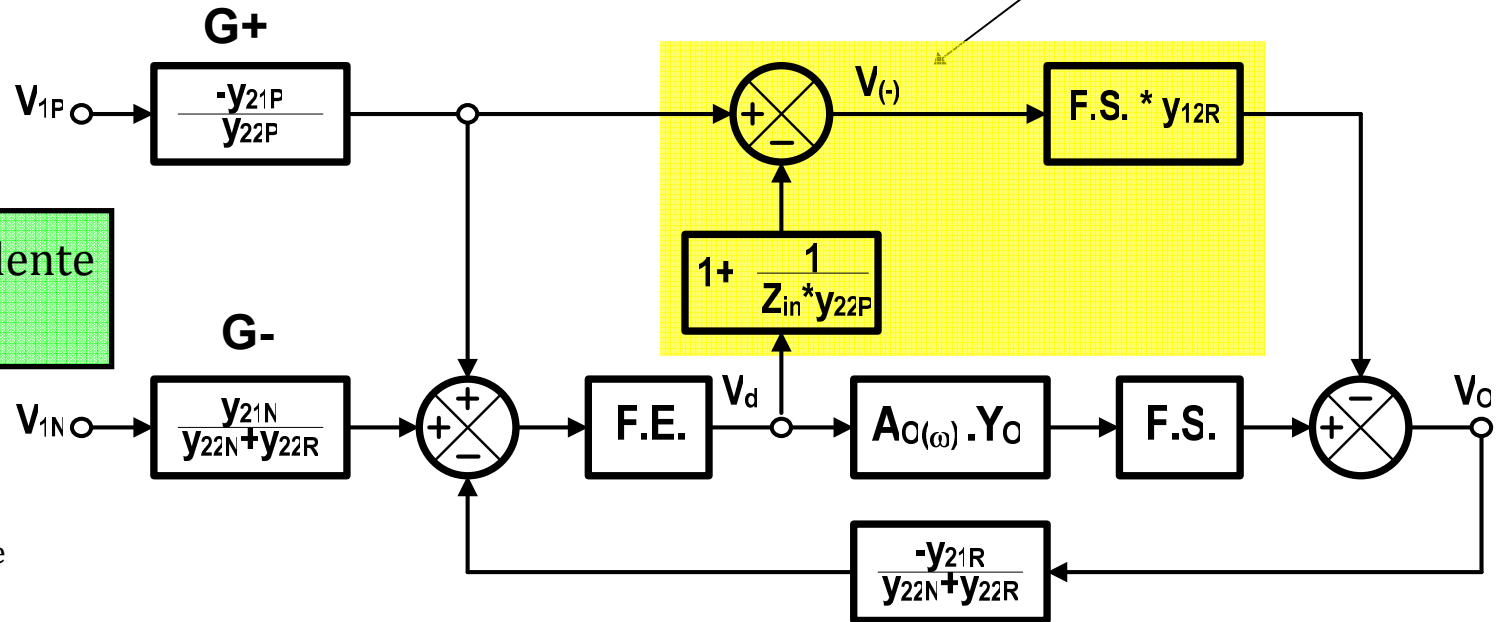 G+
V1P
-y21P
y22P
V(-)
F.S. * y12R
1+ 1
Zin*y22P
G-
V1N
y21N
y22N+y22R
F.E.
Vd
AO(ω) .YO
F.S.
VO
-y21R
y22N+y22R